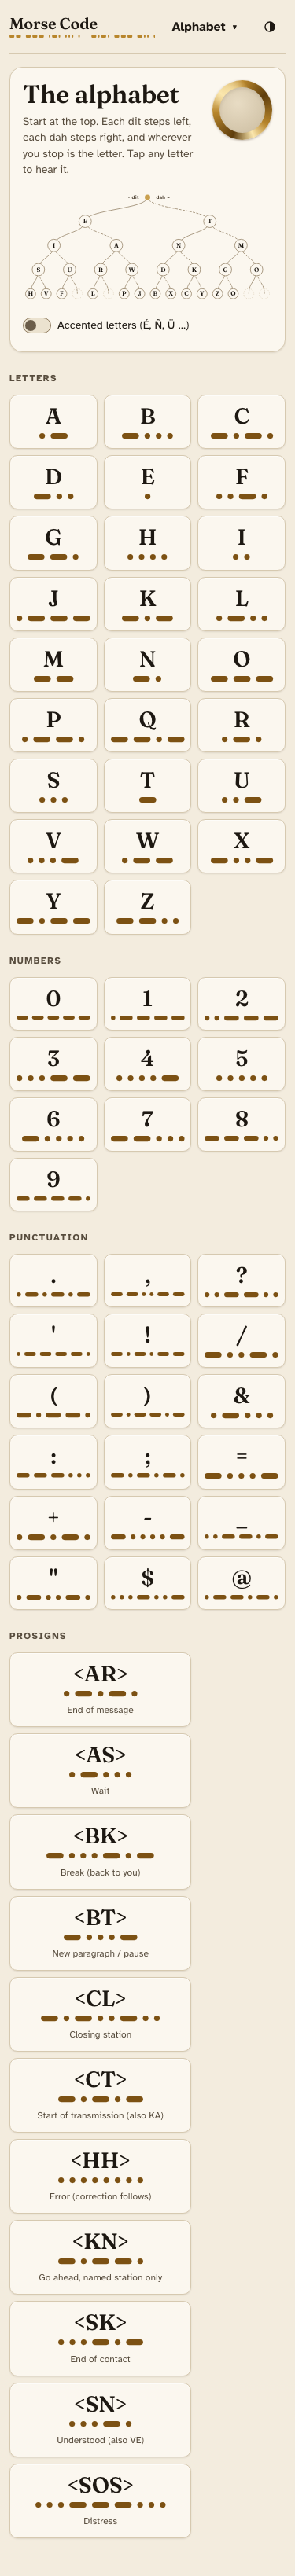 Morse Code
Alphabet ▼
The alphabet
Start at the top. Each dit steps left,
each dah steps right, and wherever
you stop is the letter. Tap any letter
to hear it.
· dit dah –
E T
I A N M
S U R W D K G O
H V F L P J B X C Y Z Q
Accented letters (É, Ñ, Ü …)
LETTERS
A B C
D E F
G H I
J K L
M N O
P Q R
S T U
V W X
Y Z
NUMBERS
0 1 2
3 4 5
6 7 8
9
PUNCTUATION
. , ?
' ! /
( ) &
: ; =
+ - _
" $ @
PROSIGNS
<AR>
End of message
<AS>
Wait
<BK>
Break (back to you)
<BT>
New paragraph / pause
<CL>
Closing station
<CT>
Start of transmission (also KA)
<HH>
Error (correction follows)
<KN>
Go ahead, named station only
<SK>
End of contact
<SN>
Understood (also VE)
<SOS>
Distress